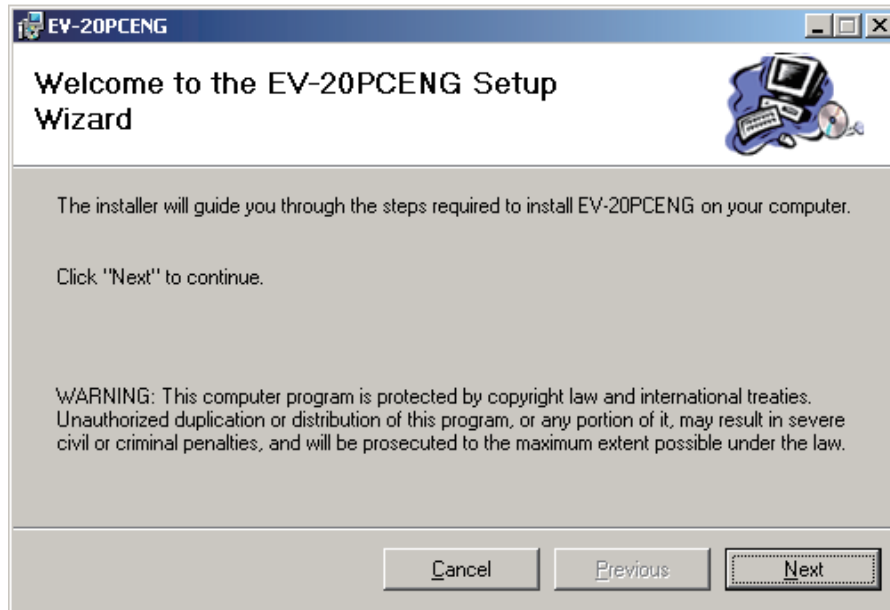 EV-20PCENG
Welcome to the EV-20PCENG Setup
Wizard
The installer will guide you through the steps required to install EV-20PCENG on your computer.
Click "Next" to continue.
WARNING: This computer program is protected by copyright law and international treaties.
Unauthorized duplication or distribution of this program, or any portion of it, may result in severe
civil or criminal penalties, and will be prosecuted to the maximum extent possible under the law.
Cancel Previous Next